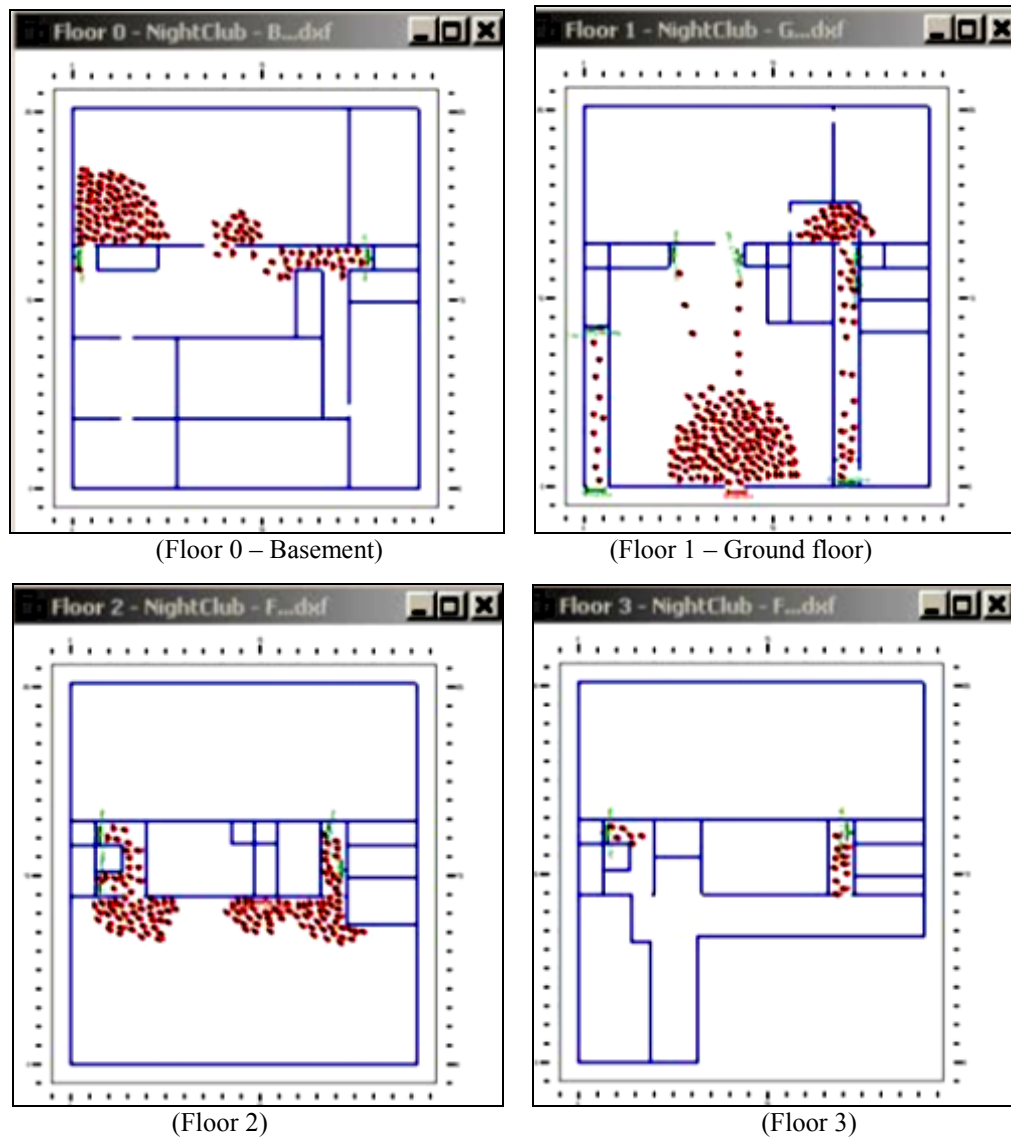 Floor 0 - NightClub - B...dxf
Floor 1 - NightClub - G...dxf
(Floor 0 – Basement)
(Floor 1 – Ground floor)
Floor 2 - NightClub - F...dxf
Floor 3 - NightClub - F...dxf
(Floor 2)
(Floor 3)